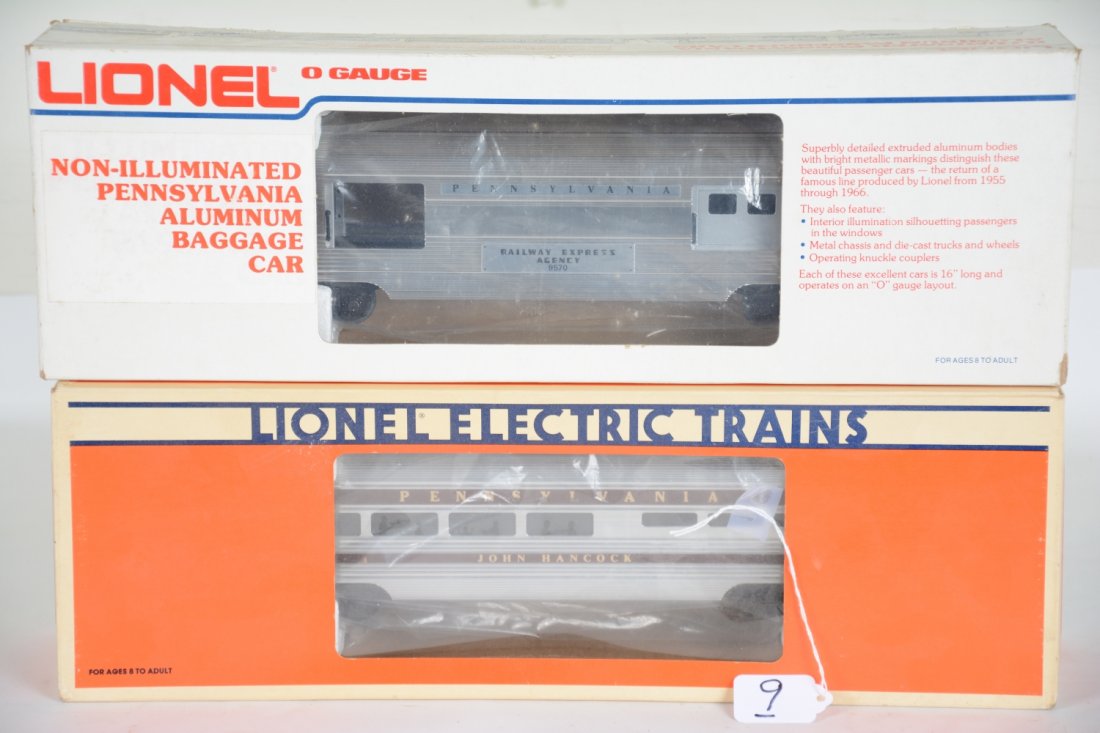 LIONEL® O GAUGE
NON-ILLUMINATED
PENNSYLVANIA
ALUMINUM
BAGGAGE
CAR
PENNSYLVANIA
RAILWAY EXPRESS
AGENCY
9570
Superbly detailed extruded aluminum bodies
with bright metallic markings distinguish these
beautiful passenger cars — the return of a
famous line produced by Lionel from 1955
through 1966.
They also feature:
• Interior illumination silhouetting passengers
in the windows
• Metal chassis and die-cast trucks and wheels
• Operating knuckle couplers
Each of these excellent cars is 16" long and
operates on an "O" gauge layout.
FOR AGES 8 TO ADULT
LIONEL® ELECTRIC TRAINS
PENNSYLVANIA
JOHN HANCOCK
FOR AGES 8 TO ADULT
9